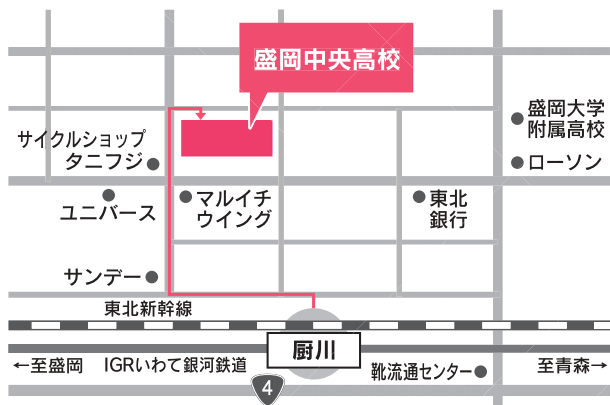 盛岡中央高校
盛岡大学
附属高校
サイクルショップ
タニフジ
ローソン
ユニバース
マルイチ
ウイング
東北
銀行
サンデー
東北新幹線
厨川
←至盛岡
IGRいわて銀河鉄道
靴流通センター
至青森→
4